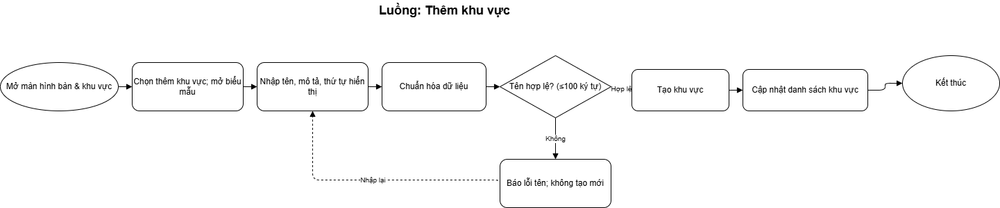 Luồng: Thêm khu vực
Mở màn hình bàn & khu vực
Chọn thêm khu vực; mở biểu
mẫu
Nhập tên, mô tả, thứ tự hiển
thị
Chuẩn hóa dữ liệu
Tên hợp lệ? (≤100 ký tự)
Hợp lệ
Tạo khu vực
Cập nhật danh sách khu vực
Kết thúc
Không
Báo lỗi tên; không tạo mới
Nhập lại